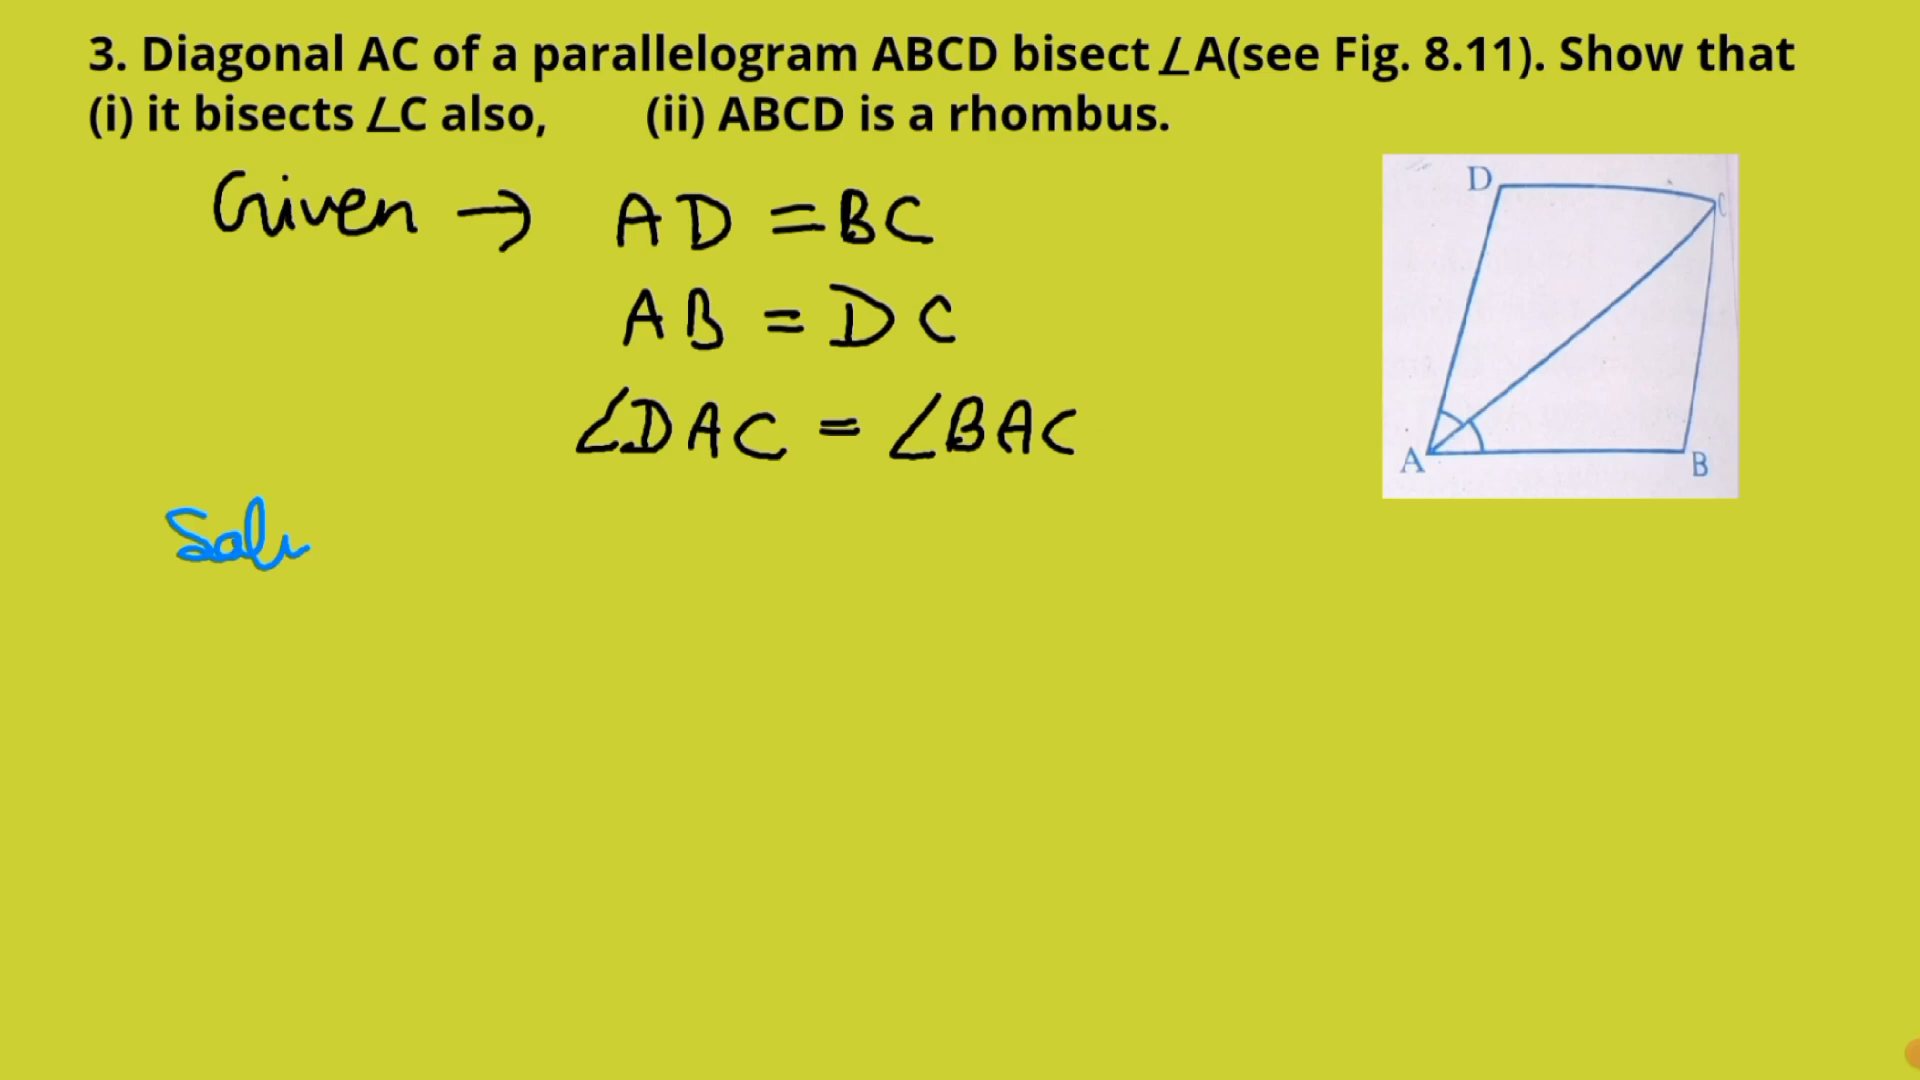 3. Diagonal AC of a parallelogram ABCD bisect ∠A(see Fig. 8.11). Show that
(i) it bisects ∠C also, (ii) ABCD is a rhombus.
Given → AD = BC
AB = DC
∠DAC = ∠BAC
D
C
A
B